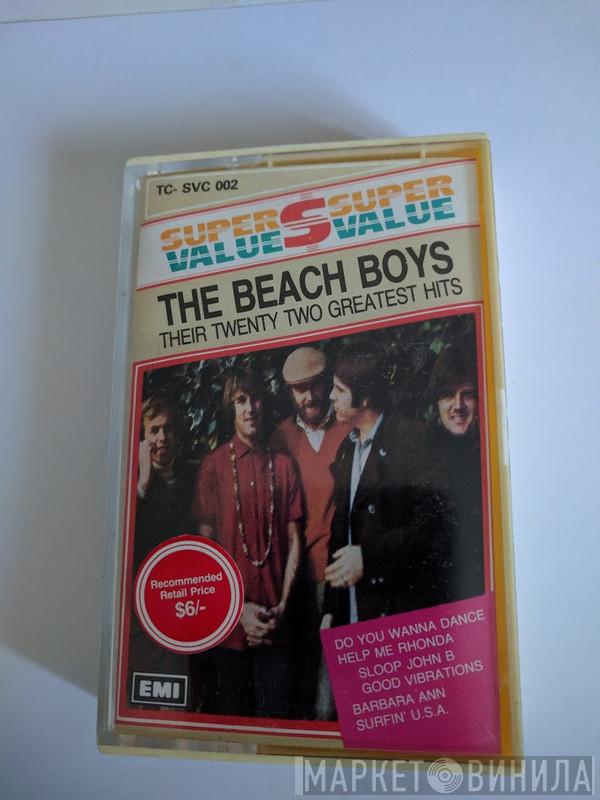 TC- SVC 002
SUPER VALUE
S
SUPER VALUE
THE BEACH BOYS
THEIR TWENTY TWO GREATEST HITS
Recommended
Retail Price
$6/-
EMI
DO YOU WANNA DANCE
HELP ME RHONDA
SLOOP JOHN B
GOOD VIBRATIONS
BARBARA ANN
SURFIN' U.S.A.
МАРКЕТ ВИНИЛА